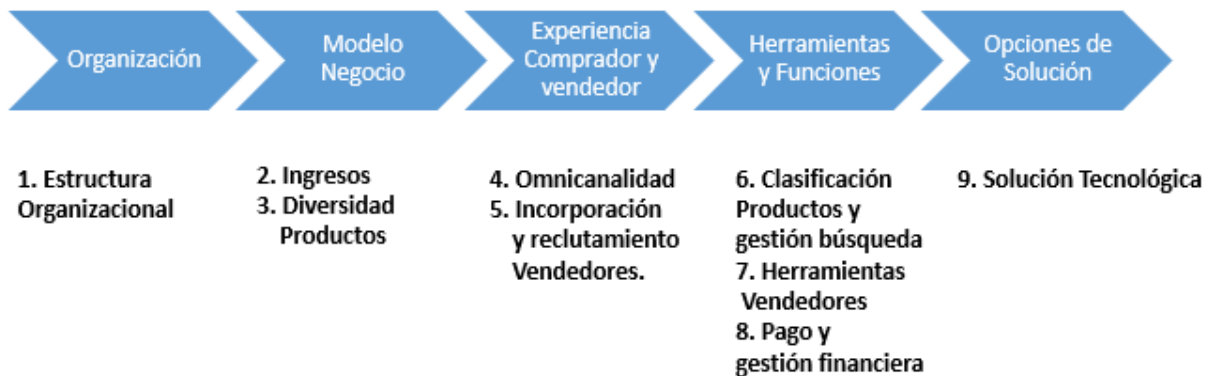 Organización
Modelo
Negocio
Experiencia
Comprador y
vendedor
Herramientas
y Funciones
Opciones de
Solución
1. Estructura
Organizacional
2. Ingresos
3. Diversidad
Productos
4. Omnicanalidad
5. Incorporación
y reclutamiento
Vendedores.
6. Clasificación
Productos y
gestión búsqueda
7. Herramientas
Vendedores
8. Pago y
gestión financiera
9. Solución Tecnológica